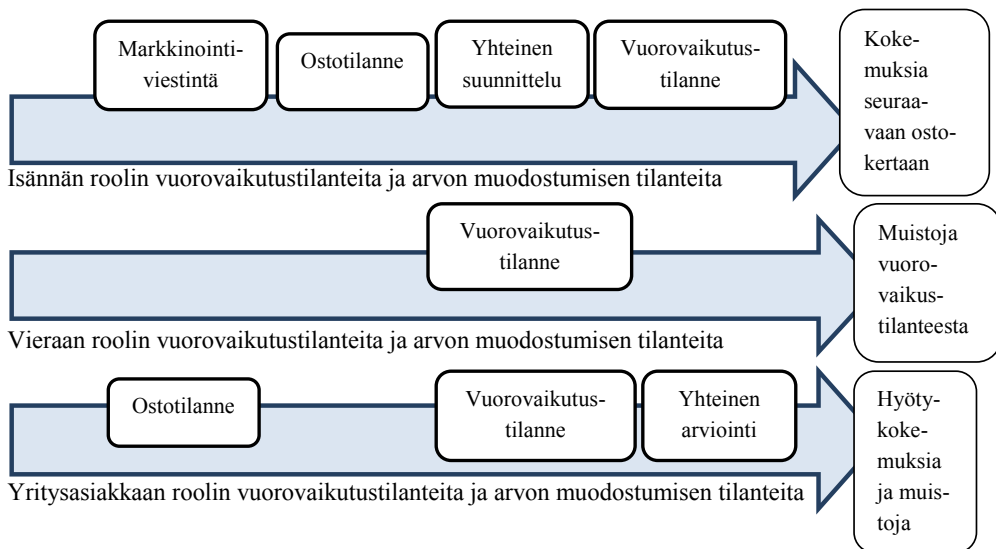 Markkinointi-
viestintä
Ostotilanne
Yhteinen
suunnittelu
Vuorovaikutus-
tilanne
Koke-
muksia
seuraa-
vaan osto-
kertaan
Isännän roolin vuorovaikutustilanteita ja arvon muodostumisen tilanteita
Vuorovaikutus-
tilanne
Muistoja
vuoro-
vaikus-
tilanteesta
Vieraan roolin vuorovaikutustilanteita ja arvon muodostumisen tilanteita
Ostotilanne
Vuorovaikutus-
tilanne
Yhteinen
arviointi
Hyöty-
koke-
muksia
ja muis-
toja
Yritysasiakkaan roolin vuorovaikutustilanteita ja arvon muodostumisen tilanteita